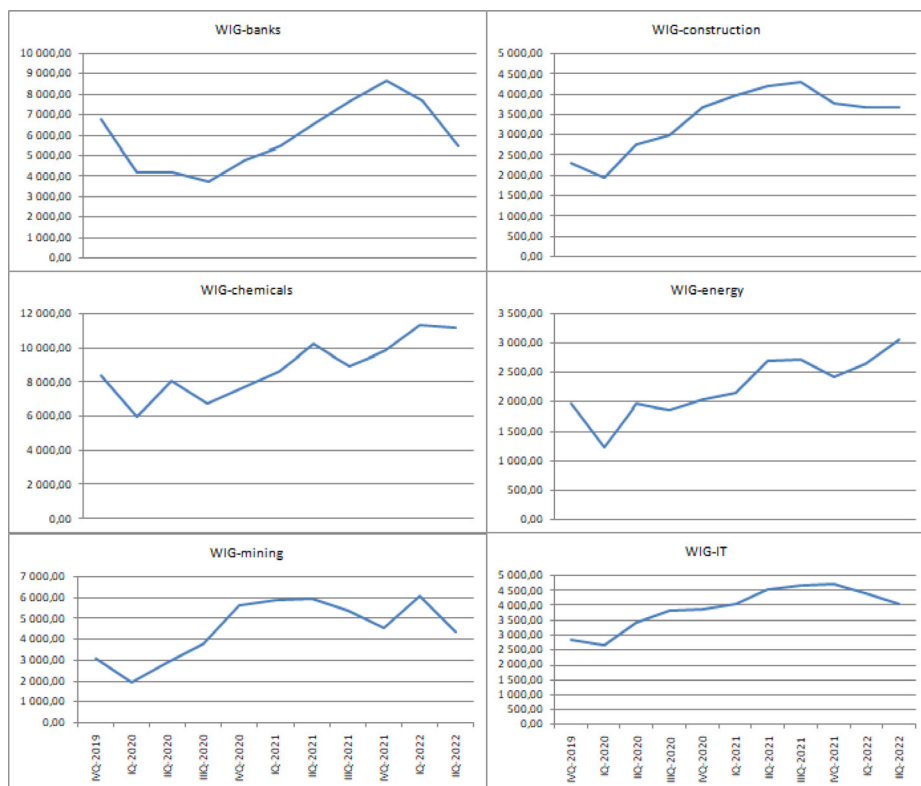 WIG-banks
10 000,00
9 000,00
8 000,00
7 000,00
6 000,00
5 000,00
4 000,00
3 000,00
2 000,00
1 000,00
0,00
WIG-construction
5 000,00
4 500,00
4 000,00
3 500,00
3 000,00
2 500,00
2 000,00
1 500,00
1 000,00
500,00
0,00
WIG-chemicals
12 000,00
10 000,00
8 000,00
6 000,00
4 000,00
2 000,00
0,00
WIG-energy
3 500,00
3 000,00
2 500,00
2 000,00
1 500,00
1 000,00
500,00
0,00
WIG-mining
7 000,00
6 000,00
5 000,00
4 000,00
3 000,00
2 000,00
1 000,00
0,00
IVQ-2019
IQ-2020
IIQ-2020
IIIQ-2020
IVQ-2020
IQ-2021
IIQ-2021
IIIQ-2021
IVQ-2021
IQ-2022
IIQ-2022
WIG-IT
5 000,00
4 500,00
4 000,00
3 500,00
3 000,00
2 500,00
2 000,00
1 500,00
1 000,00
500,00
0,00
IVQ-2019
IQ-2020
IIQ-2020
IIIQ-2020
IVQ-2020
IQ-2021
IIQ-2021
IIIQ-2021
IVQ-2021
IQ-2022
IIQ-2022